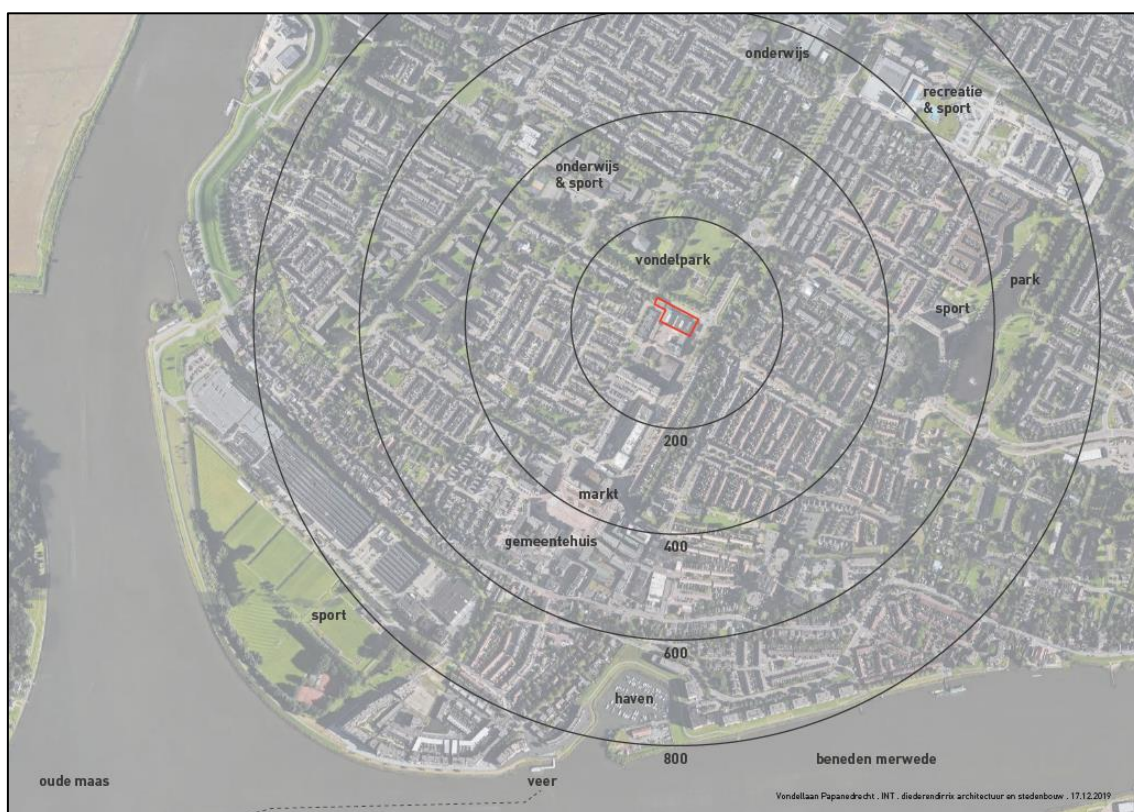 onderwijs
recreatie
& sport
onderwijs
& sport
vondelpark
park
sport
200
markt
gemeentehuis
400
sport
600
haven
800
beneden merwede
oude maas
veer
Vondellaan Papanedrecht . INT . diederendirrix architectuur en stedenbouw . 17.12.2019